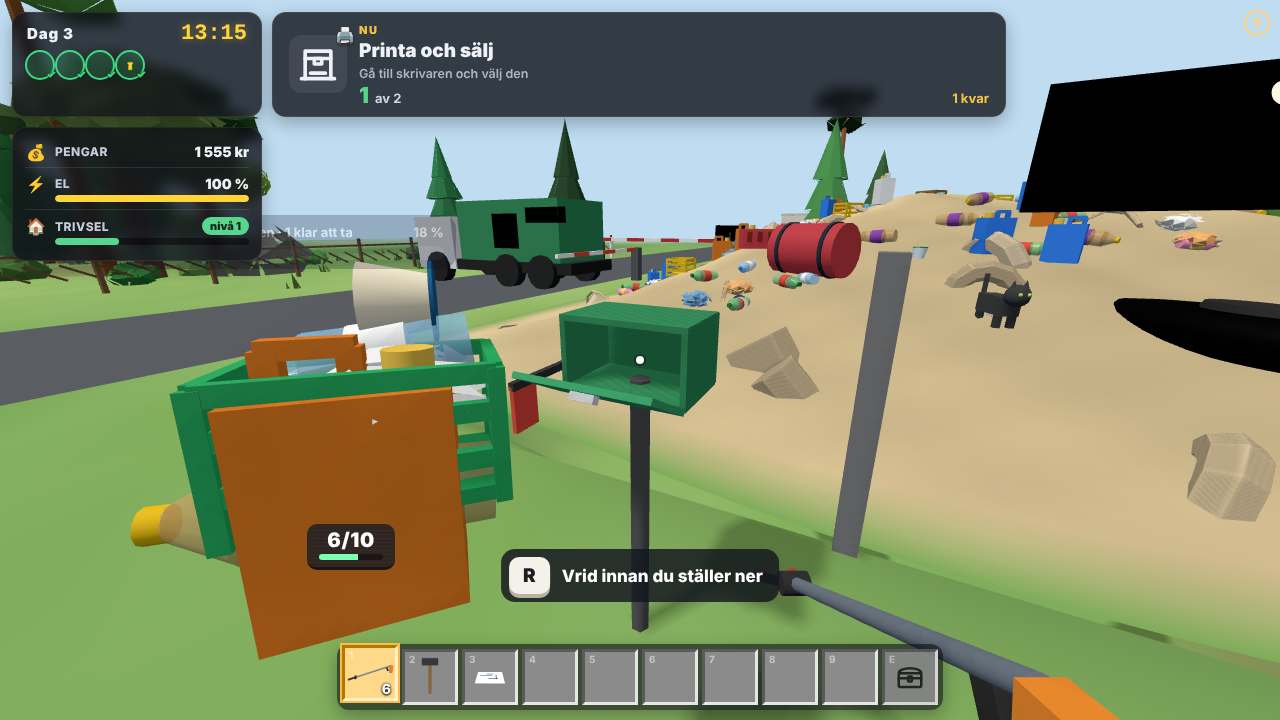 Dag 3
13:15
NU
Printa och sälj
Gå till skrivaren och välj den
1 av 2
1 kvar
PENGAR
1 555 kr
EL
100 %
TRIVSEL
nivå 1
1 klar att ta
18 %
6/10
R
Vrid innan du ställer ner
6
2
3
4
5
6
7
8
9
E